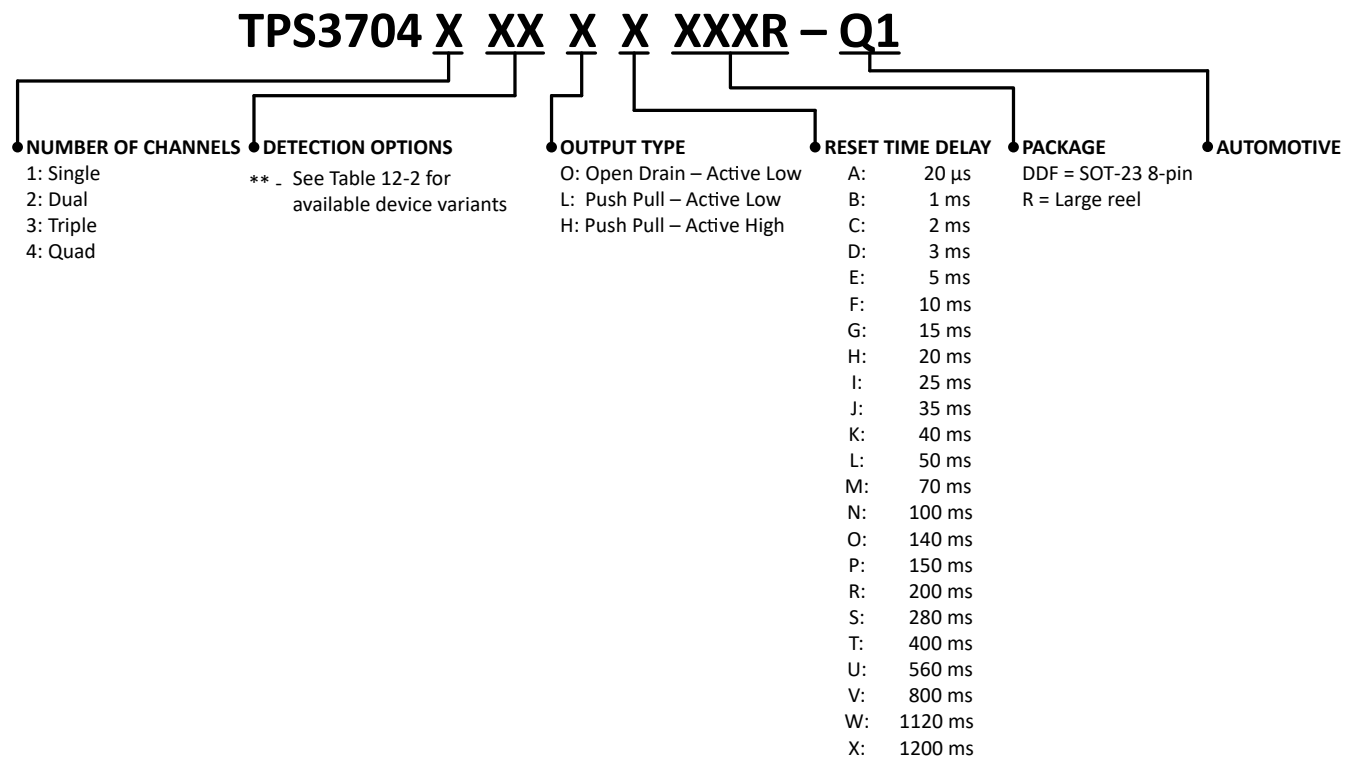 TPS3704 X XX X X XXXR – Q1
NUMBER OF CHANNELS
1: Single
2: Dual
3: Triple
4: Quad
DETECTION OPTIONS
** - See Table 12-2 for
available device variants
OUTPUT TYPE
O: Open Drain – Active Low
L: Push Pull – Active Low
H: Push Pull – Active High
RESET TIME DELAY
A: 20 µs
B: 1 ms
C: 2 ms
D: 3 ms
E: 5 ms
F: 10 ms
G: 15 ms
H: 20 ms
I: 25 ms
J: 35 ms
K: 40 ms
L: 50 ms
M: 70 ms
N: 100 ms
O: 140 ms
P: 150 ms
R: 200 ms
S: 280 ms
T: 400 ms
U: 560 ms
V: 800 ms
W: 1120 ms
X: 1200 ms
PACKAGE
DDF = SOT-23 8-pin
R = Large reel
AUTOMOTIVE